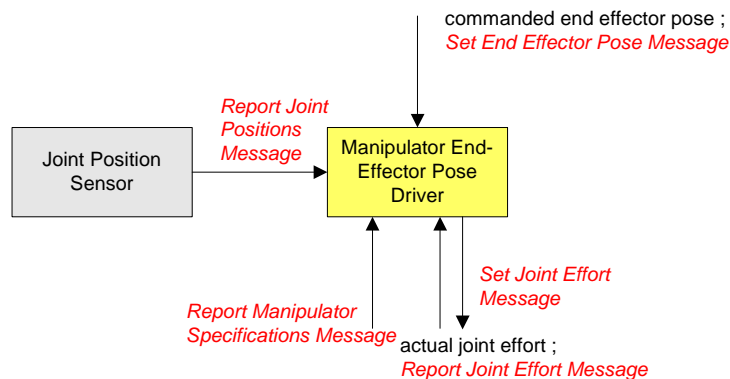 commanded end effector pose ;
Set End Effector Pose Message
Report Joint
Positions
Message
Joint Position
Sensor
Manipulator End-
Effector Pose
Driver
Set Joint Effort
Message
Report Manipulator
Specifications Message
actual joint effort ;
Report Joint Effort Message